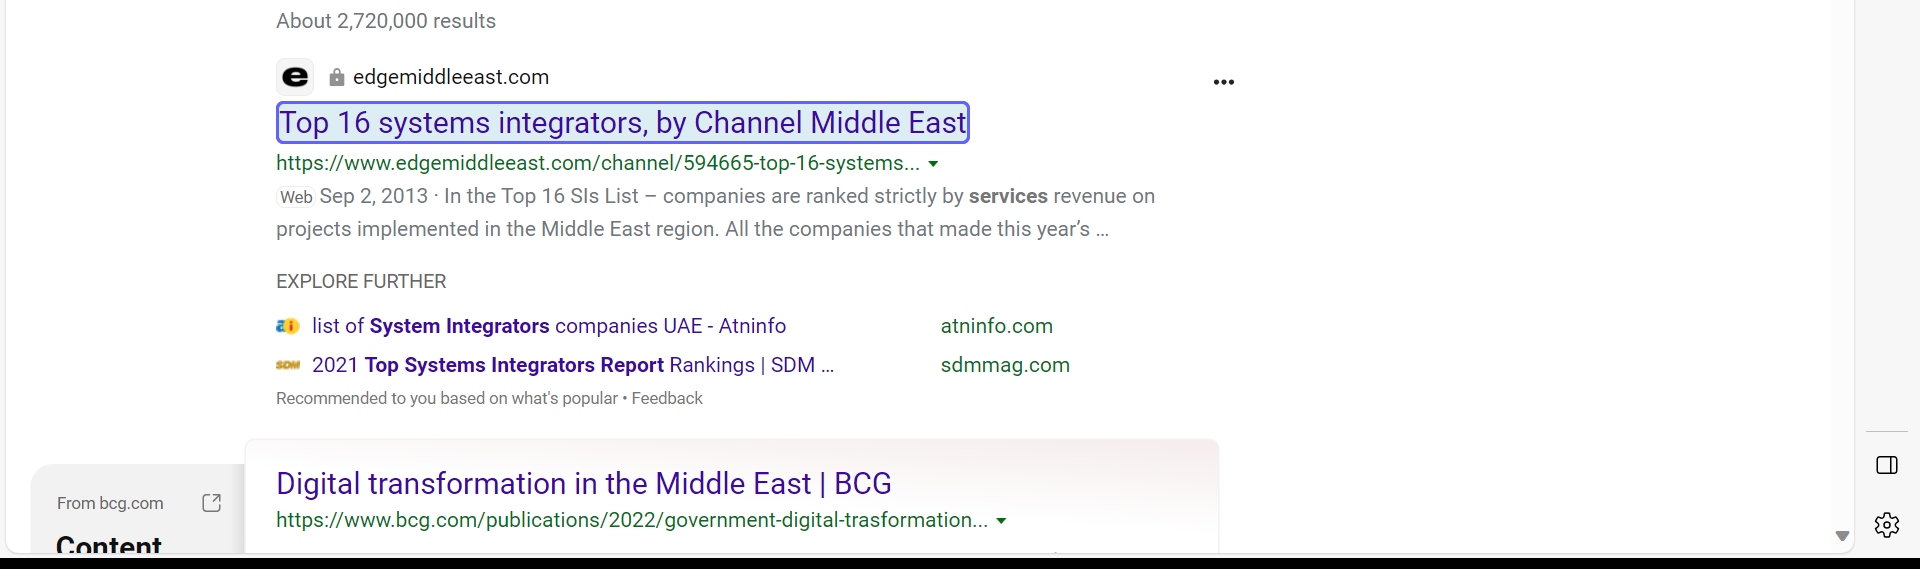 About 2,720,000 results
e
edgemiddleeast.com
Top 16 systems integrators, by Channel Middle East
https://www.edgemiddleeast.com/channel/594665-top-16-systems...
Web Sep 2, 2013 · In the Top 16 SIs List – companies are ranked strictly by services revenue on
projects implemented in the Middle East region. All the companies that made this year’s ...
EXPLORE FURTHER
ai list of System Integrators companies UAE - Atninfo atninfo.com
SDM 2021 Top Systems Integrators Report Rankings | SDM ... sdmmag.com
Recommended to you based on what's popular • Feedback
Digital transformation in the Middle East | BCG
From bcg.com
https://www.bcg.com/publications/2022/government-digital-trasformation...
Content